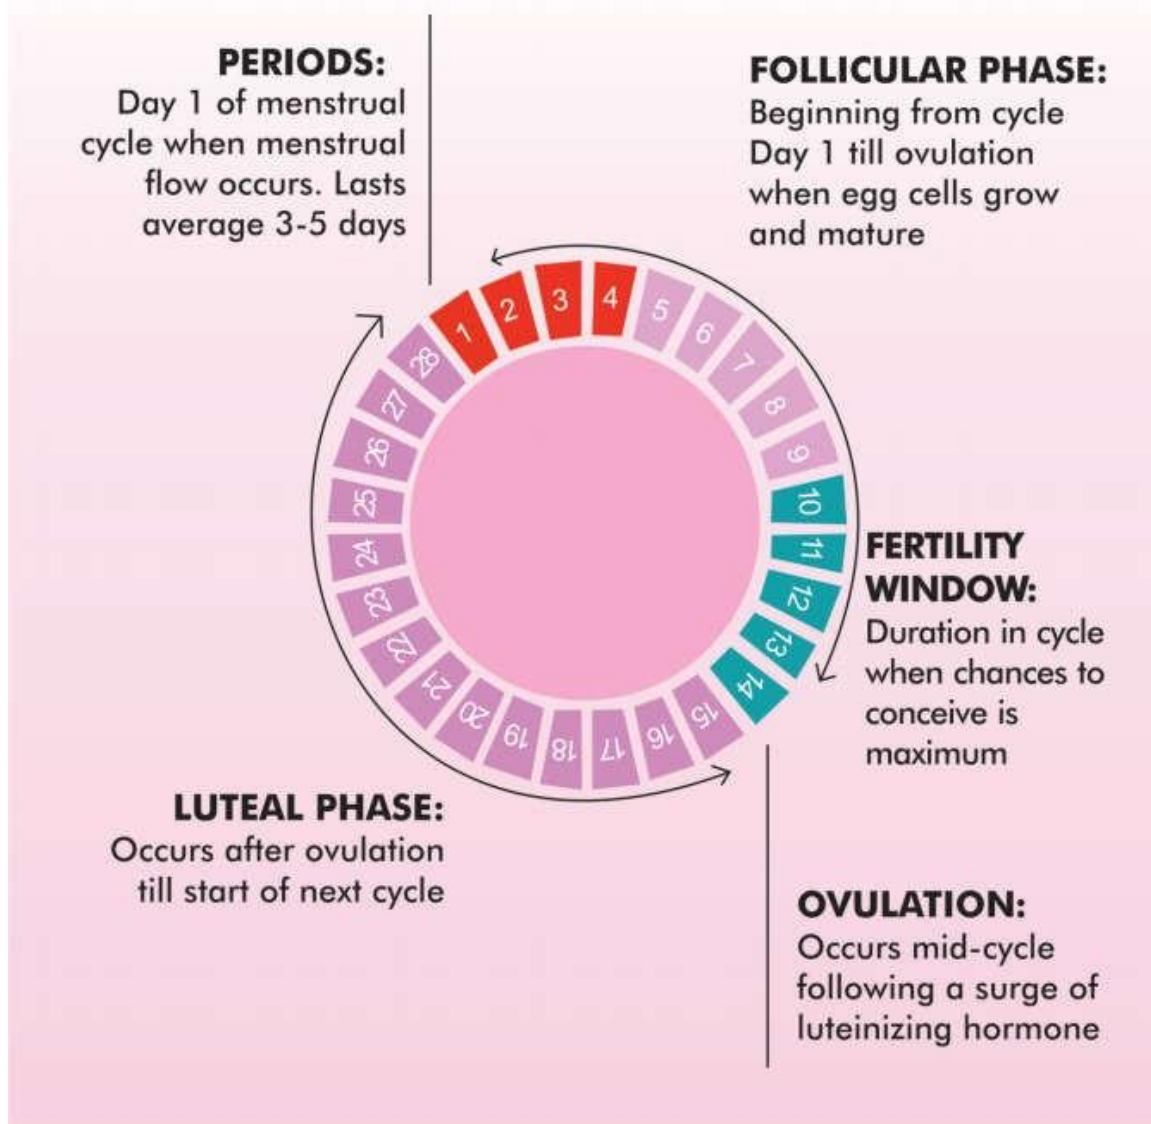 PERIODS:
Day 1 of menstrual
cycle when menstrual
flow occurs. Lasts
average 3-5 days
FOLLICULAR PHASE:
Beginning from cycle
Day 1 till ovulation
when egg cells grow
and mature
1
2
3
4
5
6
7
8
9
10
11
12
13
14
15
16
17
18
19
20
21
22
23
24
25
26
27
28
FERTILITY
WINDOW:
Duration in cycle
when chances to
conceive is
maximum
LUTEAL PHASE:
Occurs after ovulation
till start of next cycle
OVULATION:
Occurs mid-cycle
following a surge of
luteinizing hormone